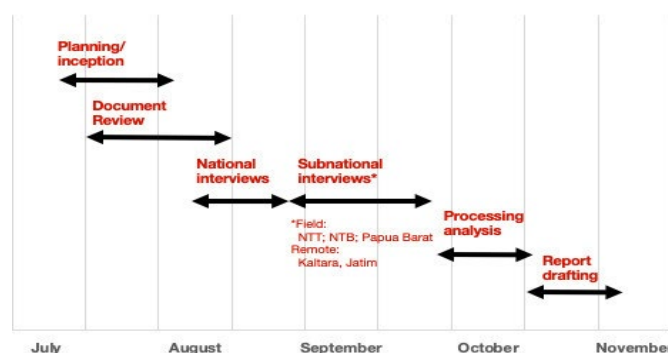 Planning/
inception
Document
Review
National
interviews
Subnational
interviews*
*Field:
NTT; NTB; Papua Barat
Remote:
Kaltara, Jatim
Processing
analysis
Report
drafting
July August September October November